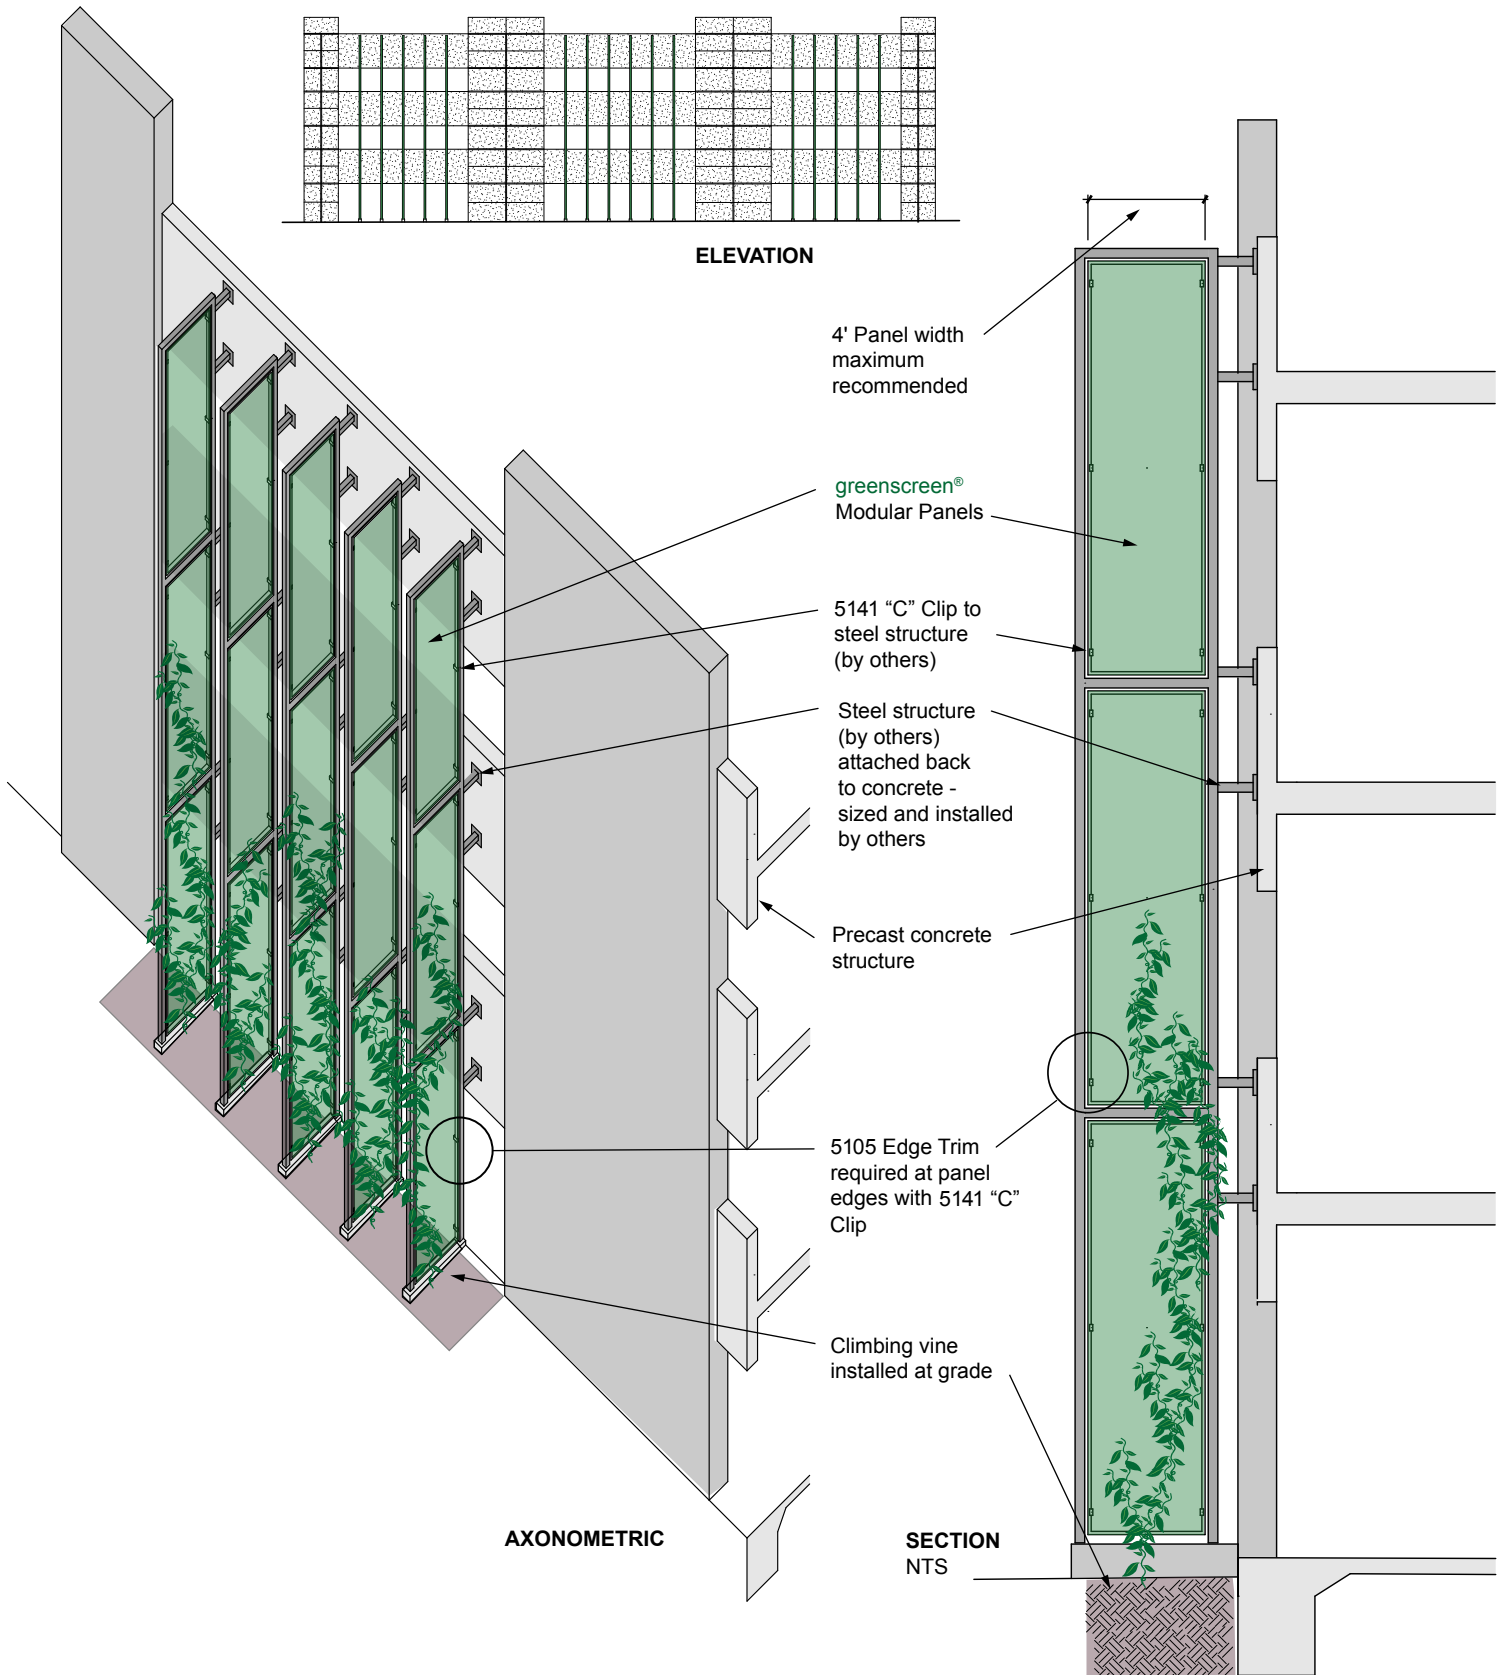 ELEVATION
4' Panel width
maximum
recommended
greenscreen®
Modular Panels
5141 “C” Clip to
steel structure
(by others)
Steel structure
(by others)
attached back
to concrete -
sized and installed
by others
Precast concrete
structure
5105 Edge Trim
required at panel
edges with 5141 “C”
Clip
Climbing vine
installed at grade
AXONOMETRIC
SECTION
NTS